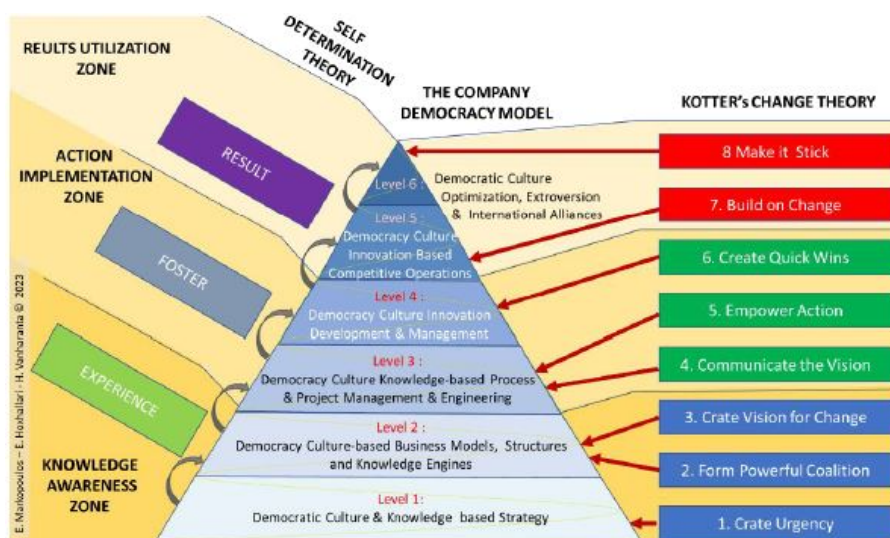 REULTS UTILIZATION
ZONE
SELF
DETERMINATION
THEORY
THE COMPANY
DEMOCRACY MODEL
KOTTER's CHANGE THEORY
ACTION
IMPLEMENTATION
ZONE
KNOWLEDGE
AWARENESS
ZONE
RESULT
FOSTER
EXPERIENCE
Level 6 :
Democratic Culture
Optimization, Extroversion
& International Alliances
Level 5 :
Democracy Culture
Innovation-Based
Competitive Operations
Level 4 :
Democracy Culture Innovation
Development & Management
Level 3 :
Democracy Culture Knowledge-based Process
& Project Management & Engineering
Level 2 :
Democracy Culture-based Business Models, Structures
and Knowledge Engines
Level 1:
Democratic Culture & Knowledge based Strategy
8 Make it Stick
7. Build on Change
6. Create Quick Wins
5. Empower Action
4. Communicate the Vision
3. Crate Vision for Change
2. Form Powerful Coalition
1. Crate Urgency
E. Markopoulos – E. Hoxhallari - H. Vanharanta © 2023